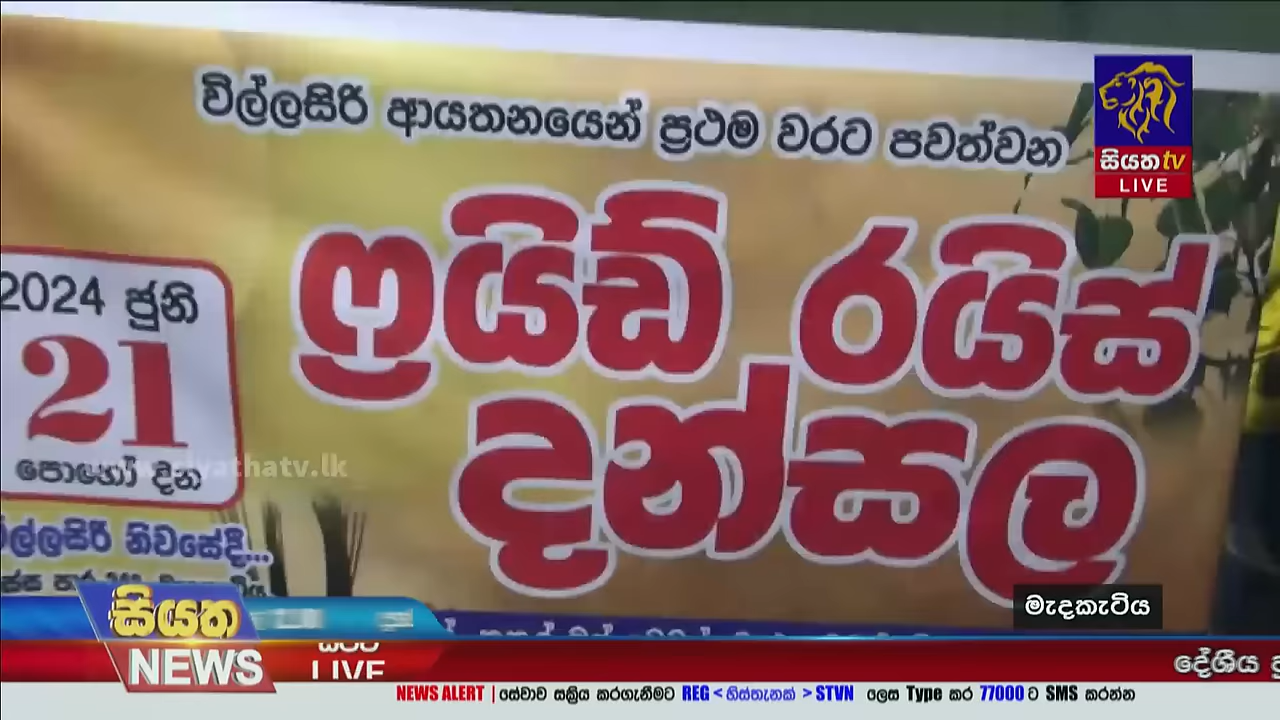 විල්ලසිරි ආයතනයෙන් ප්‍රථම වරට පවත්වන
ෆ්‍රයිඩ් රයිස්
දන්සල
2024 ජුනි
21
පොහෝ දින
විල්ලසිරි නිවසේදී...
සියත tv
LIVE
මැදකැටිය
සියත
NEWS
LIVE
දේශීය
NEWS ALERT | සේවාව සක්‍රිය කරගැනීමට REG < හිස්තැනක් > STVN ලෙස Type කර 77000 ට SMS කරන්න